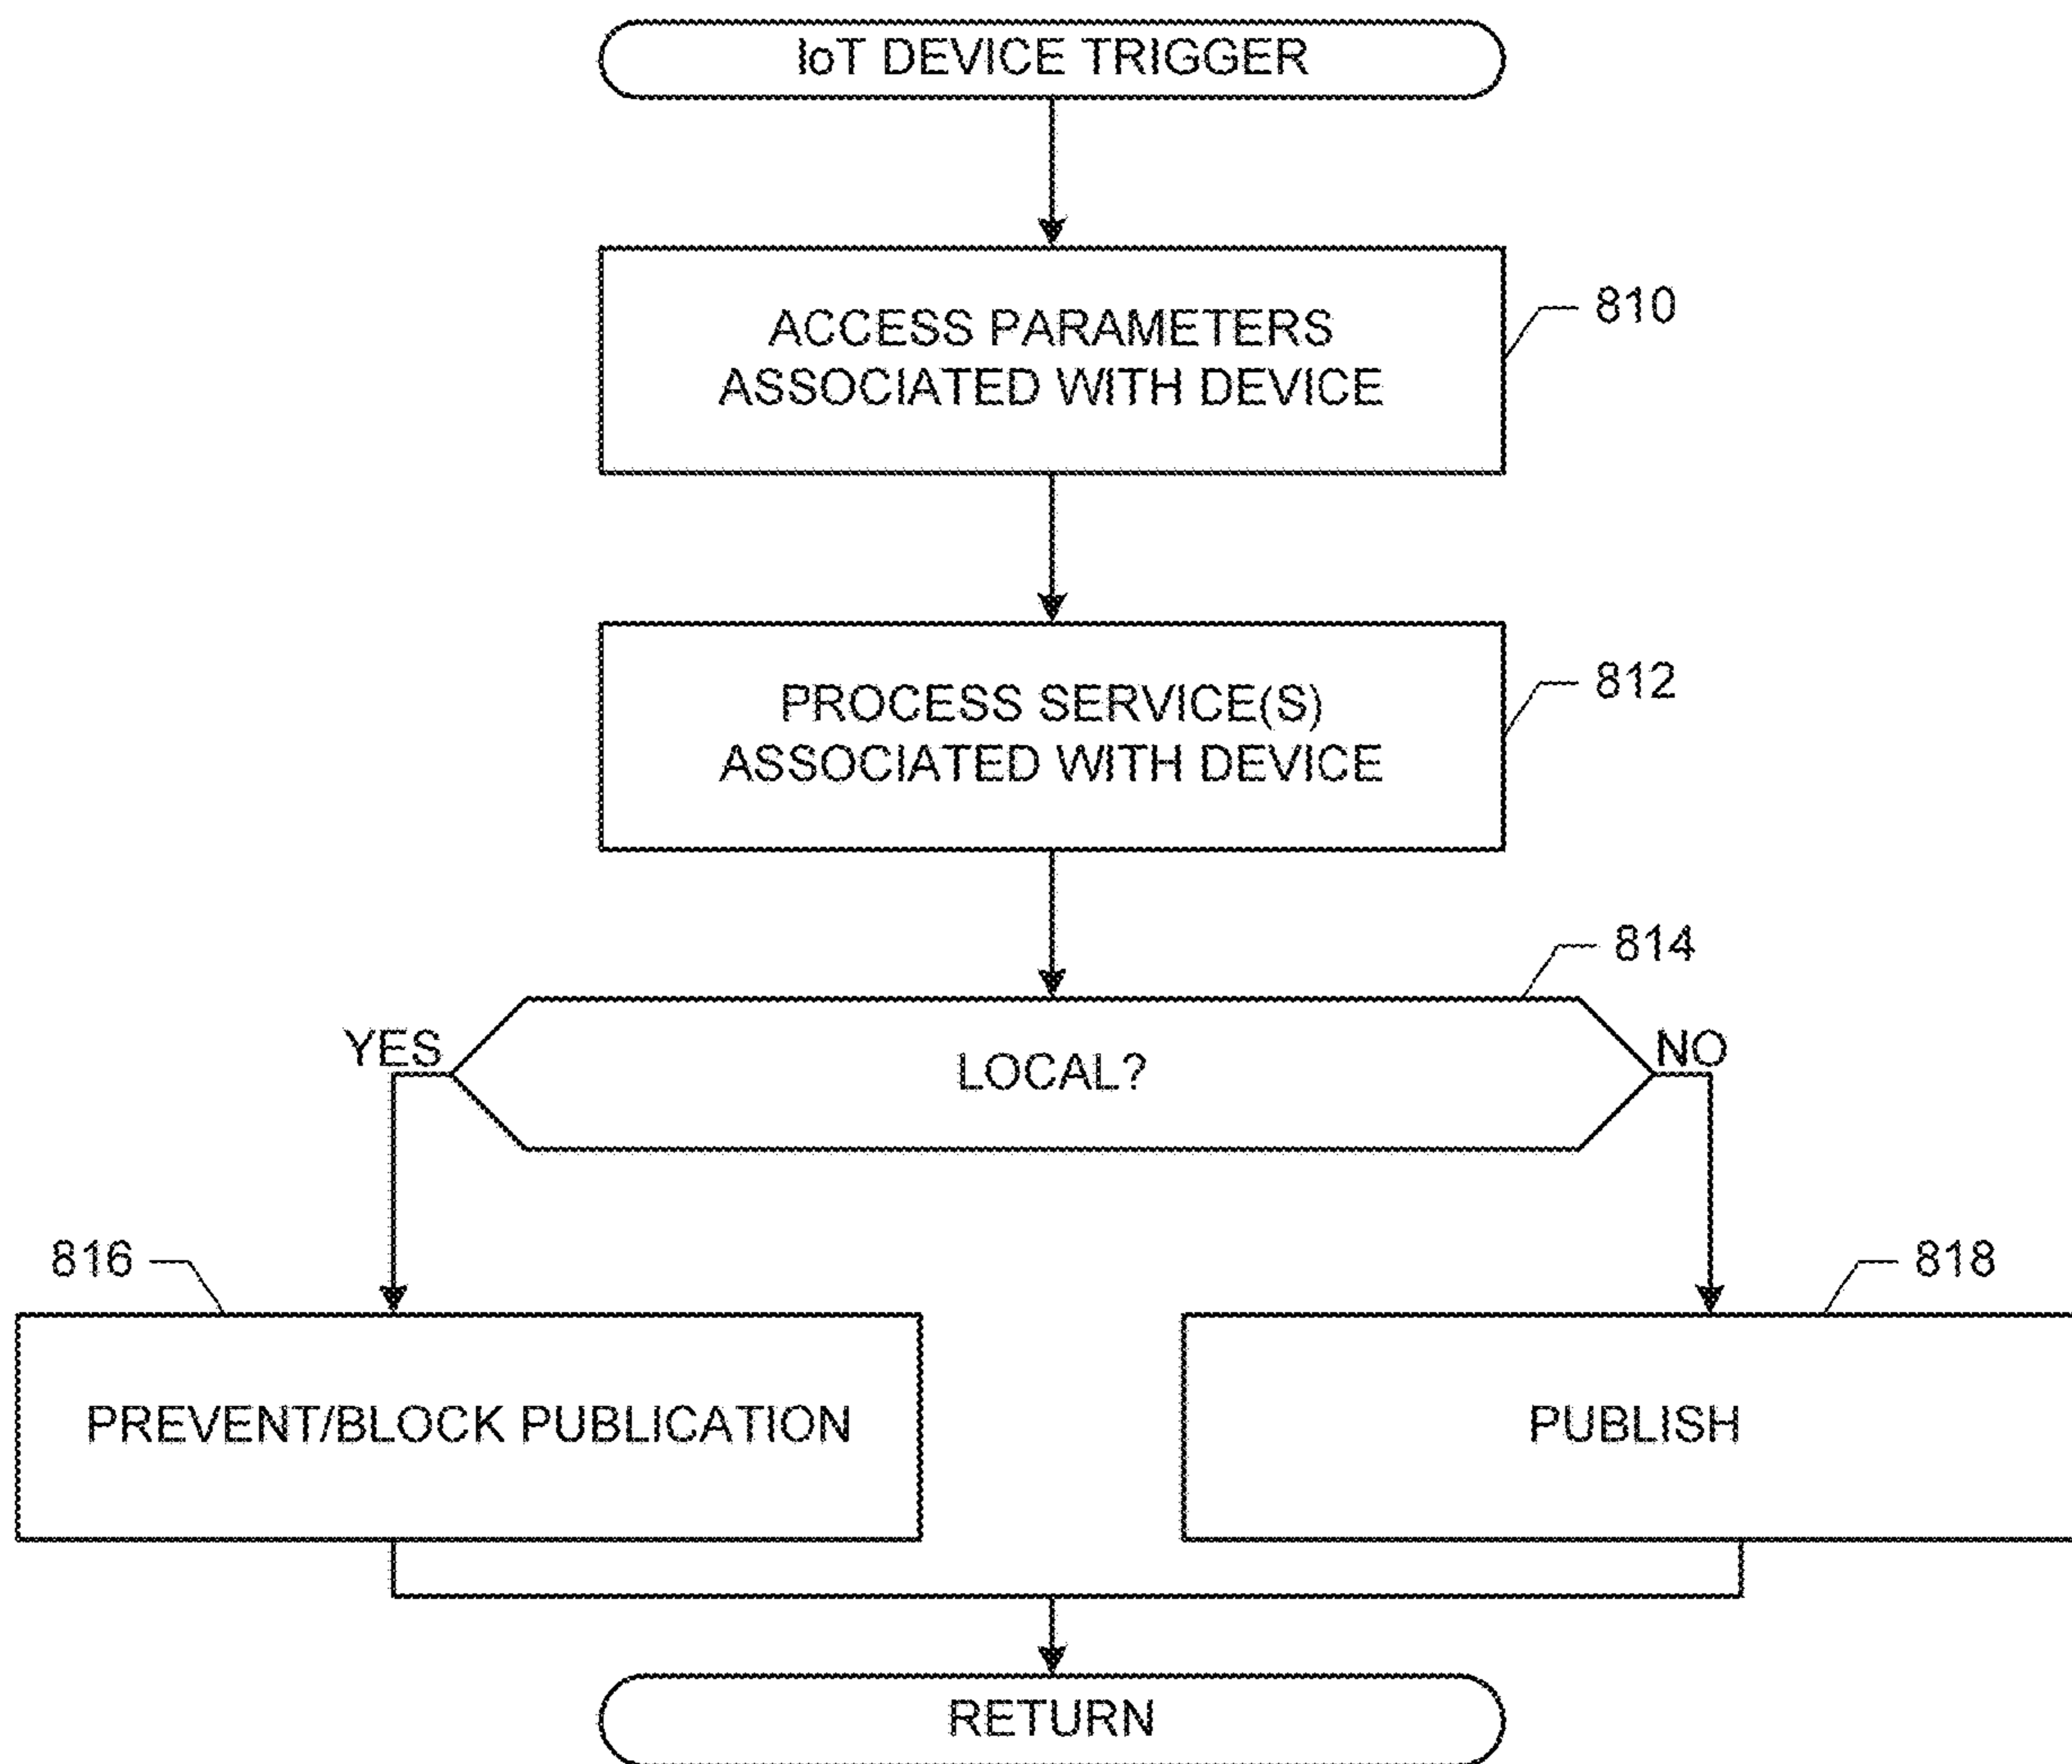 IoT DEVICE TRIGGER
ACCESS PARAMETERS
ASSOCIATED WITH DEVICE
810
PROCESS SERVICE(S)
ASSOCIATED WITH DEVICE
812
814
YES
LOCAL?
NO
816
818
PREVENT/BLOCK PUBLICATION
PUBLISH
RETURN